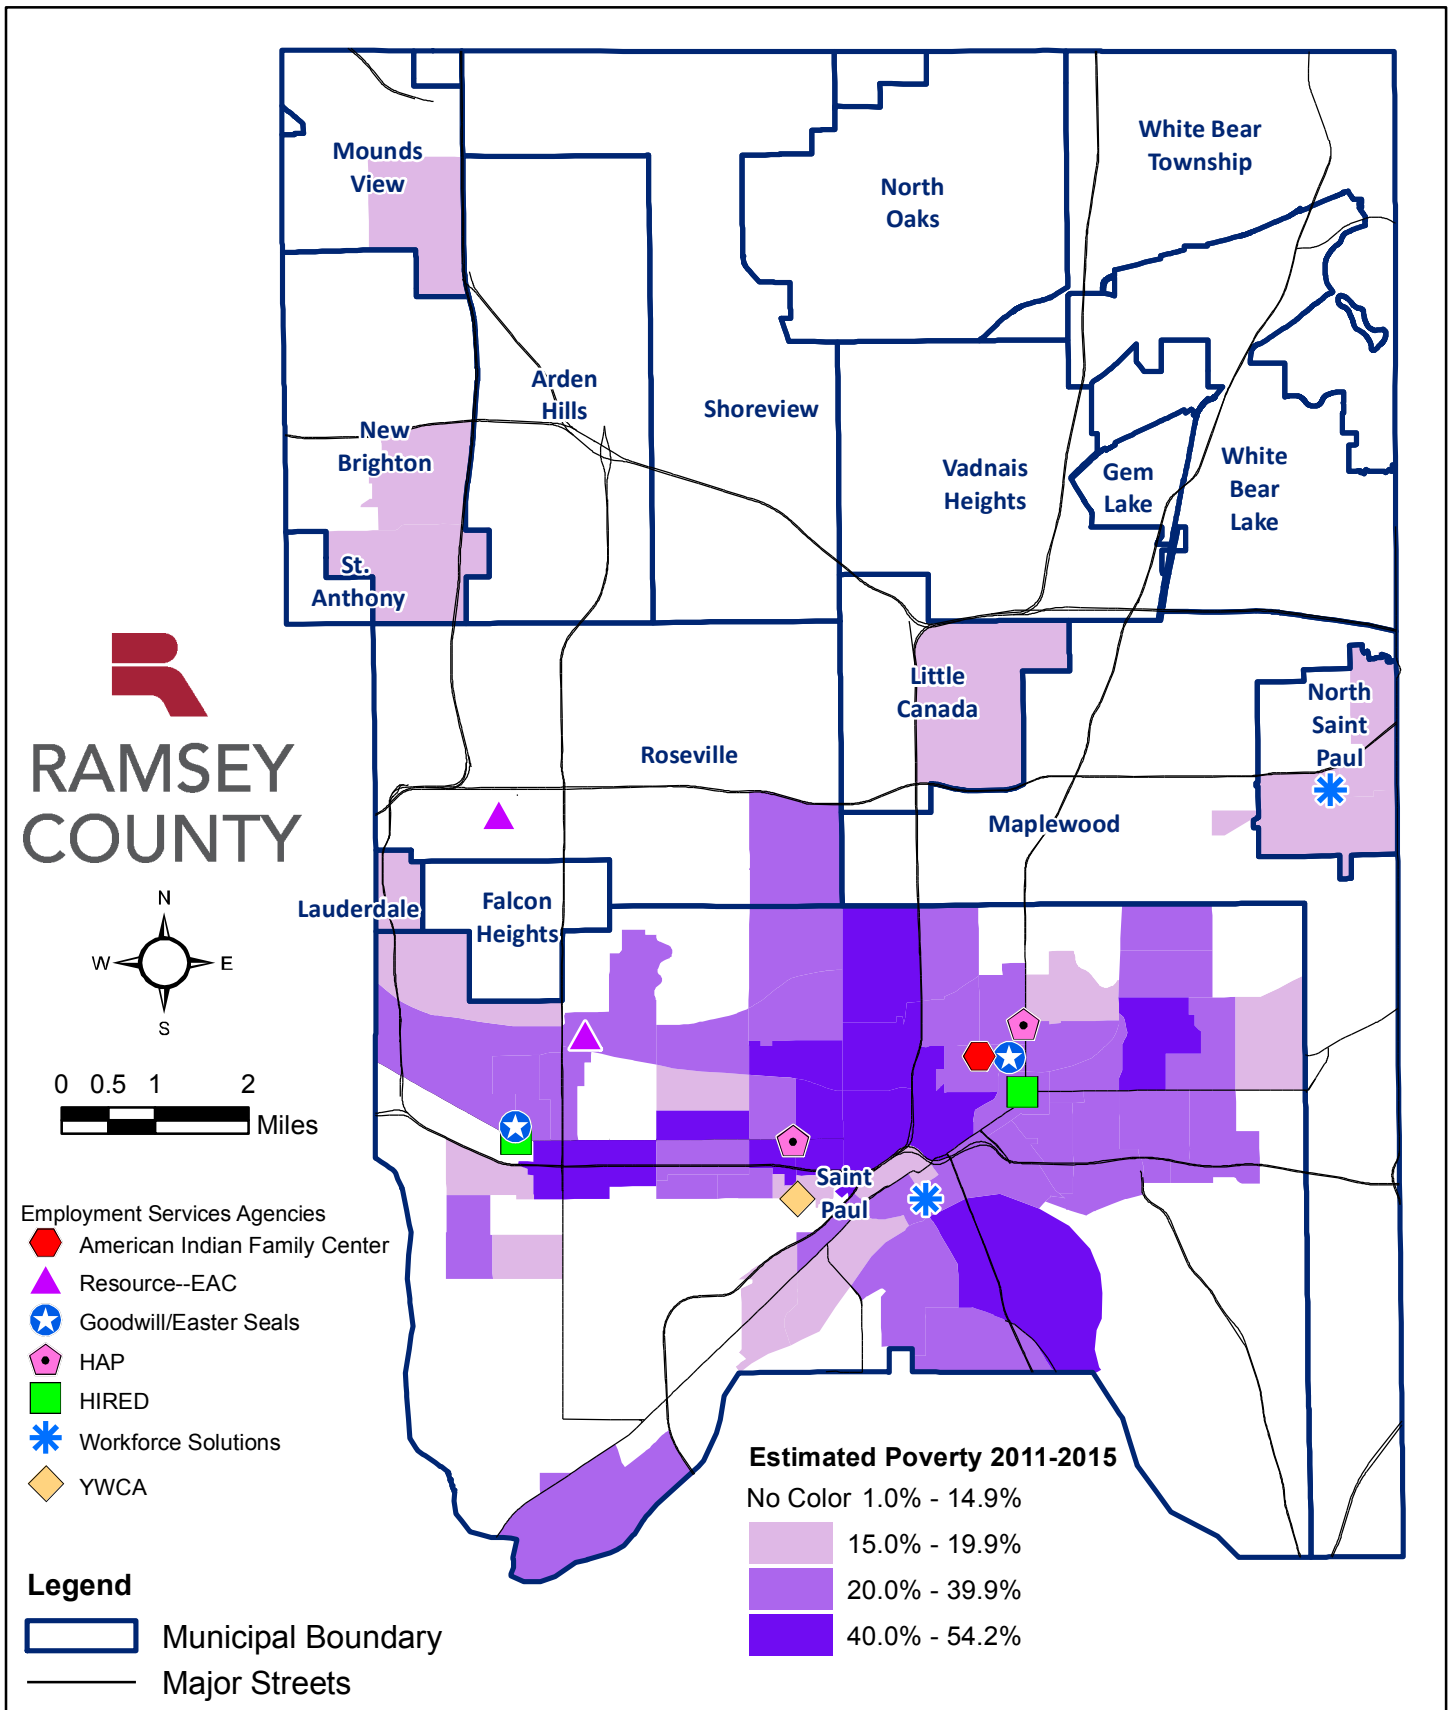 Mounds
View
North
Oaks
White Bear
Township
Arden
Hills
Shoreview
New
Brighton
Vadnais
Heights
Gem
Lake
White
Bear
Lake
St.
Anthony
Little
Canada
North
Saint
Paul
Roseville
Maplewood
Lauderdale
Falcon
Heights
Saint
Paul
RAMSEY
COUNTY
N
W E
S
0 0.5 1 2
Miles
Employment Services Agencies
American Indian Family Center
Resource--EAC
Goodwill/Easter Seals
HAP
HIRED
Workforce Solutions
YWCA
Legend
Municipal Boundary
Major Streets
Estimated Poverty 2011-2015
No Color 1.0% - 14.9%
15.0% - 19.9%
20.0% - 39.9%
40.0% - 54.2%